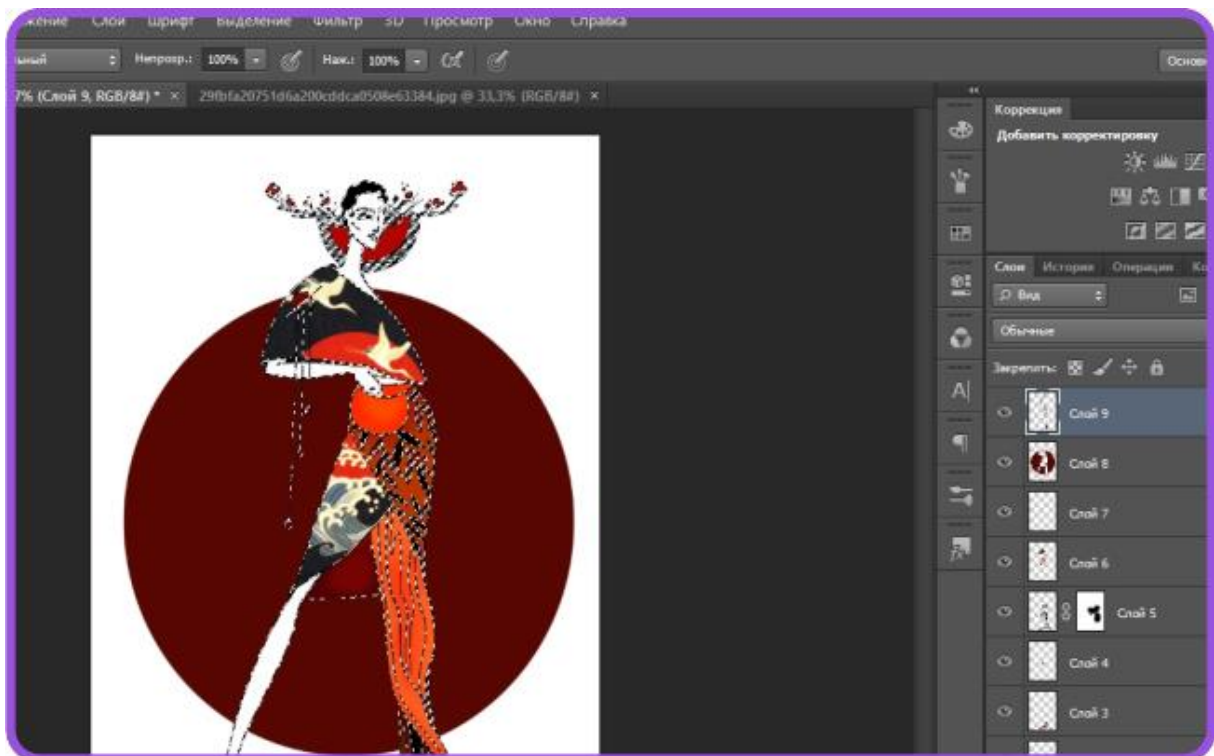 Слои Шрифт Выделение Фильтр 3D Просмотр Окно Справка
Непрозр.: 100% Наж.: 100%
7% (Слой 9, RGB/8#) * × 29fbfa20751d6a200cddca0508e63384.jpg @ 33,3% (RGB/8#) ×
Коррекция
Добавить корректировку
Слои История Операции
Вид
Обычные
Закрепить:
Слой 9
Слой 8
Слой 7
Слой 6
Слой 5
Слой 4
Слой 3